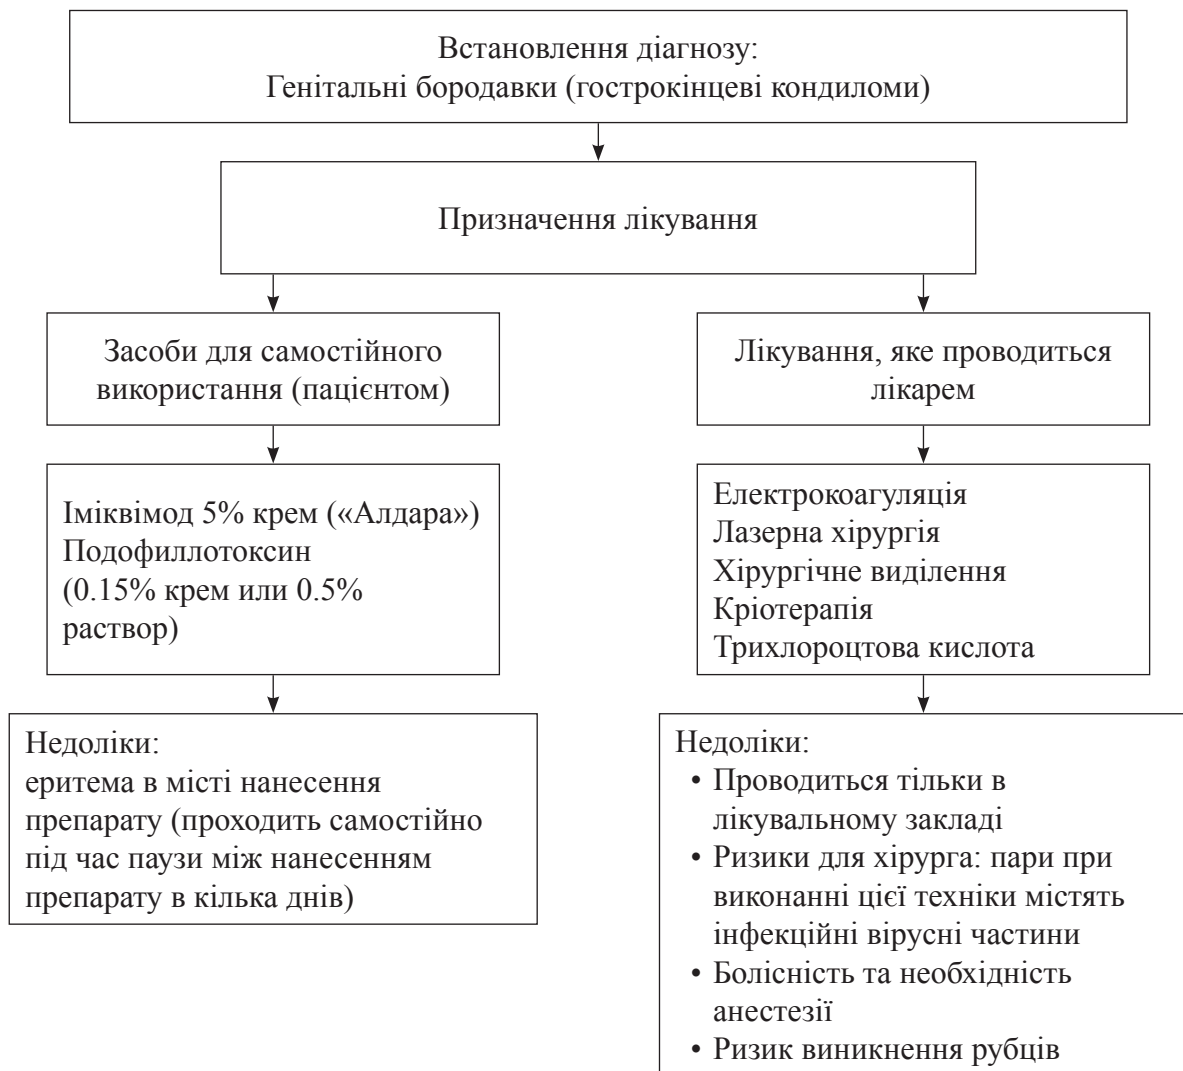 Встановлення діагнозу:
Генітальні бородавки (гострокінцеві кондиломи)
Призначення лікування
Засоби для самостійного
використання (пацієнтом)
Іміквімод 5% крем («Алдара»)
Подофиллотоксин
(0.15% крем или 0.5%
раствор)
Недоліки:
еритема в місті нанесення
препарату (проходить самостійно
під час паузи між нанесенням
препарату в кілька днів)
Лікування, яке проводиться
лікарем
Електрокоагуляція
Лазерна хірургія
Хірургічне виділення
Кріотерапія
Трихлороцтова кислота
Недоліки:
• Проводиться тільки в
лікувальному закладі
• Ризики для хірурга: пари при
виконанні цієї техніки містять
інфекційні вірусні частини
• Болісність та необхідність
анестезії
• Ризик виникнення рубців